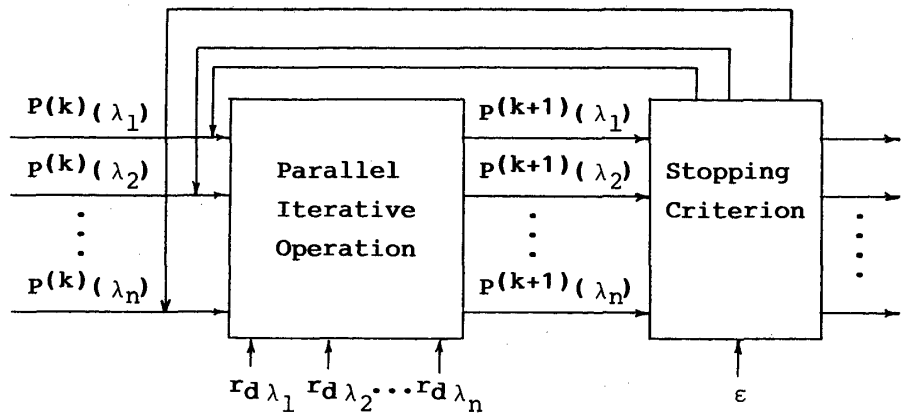 P(k)(λ1) P(k+1)(λ1)
P(k)(λ2) Parallel P(k+1)(λ2) Stopping
Iterative Criterion
Operation
P(k)(λn) P(k+1)(λn)
rdλ1 rdλ2 ••• rdλn ε